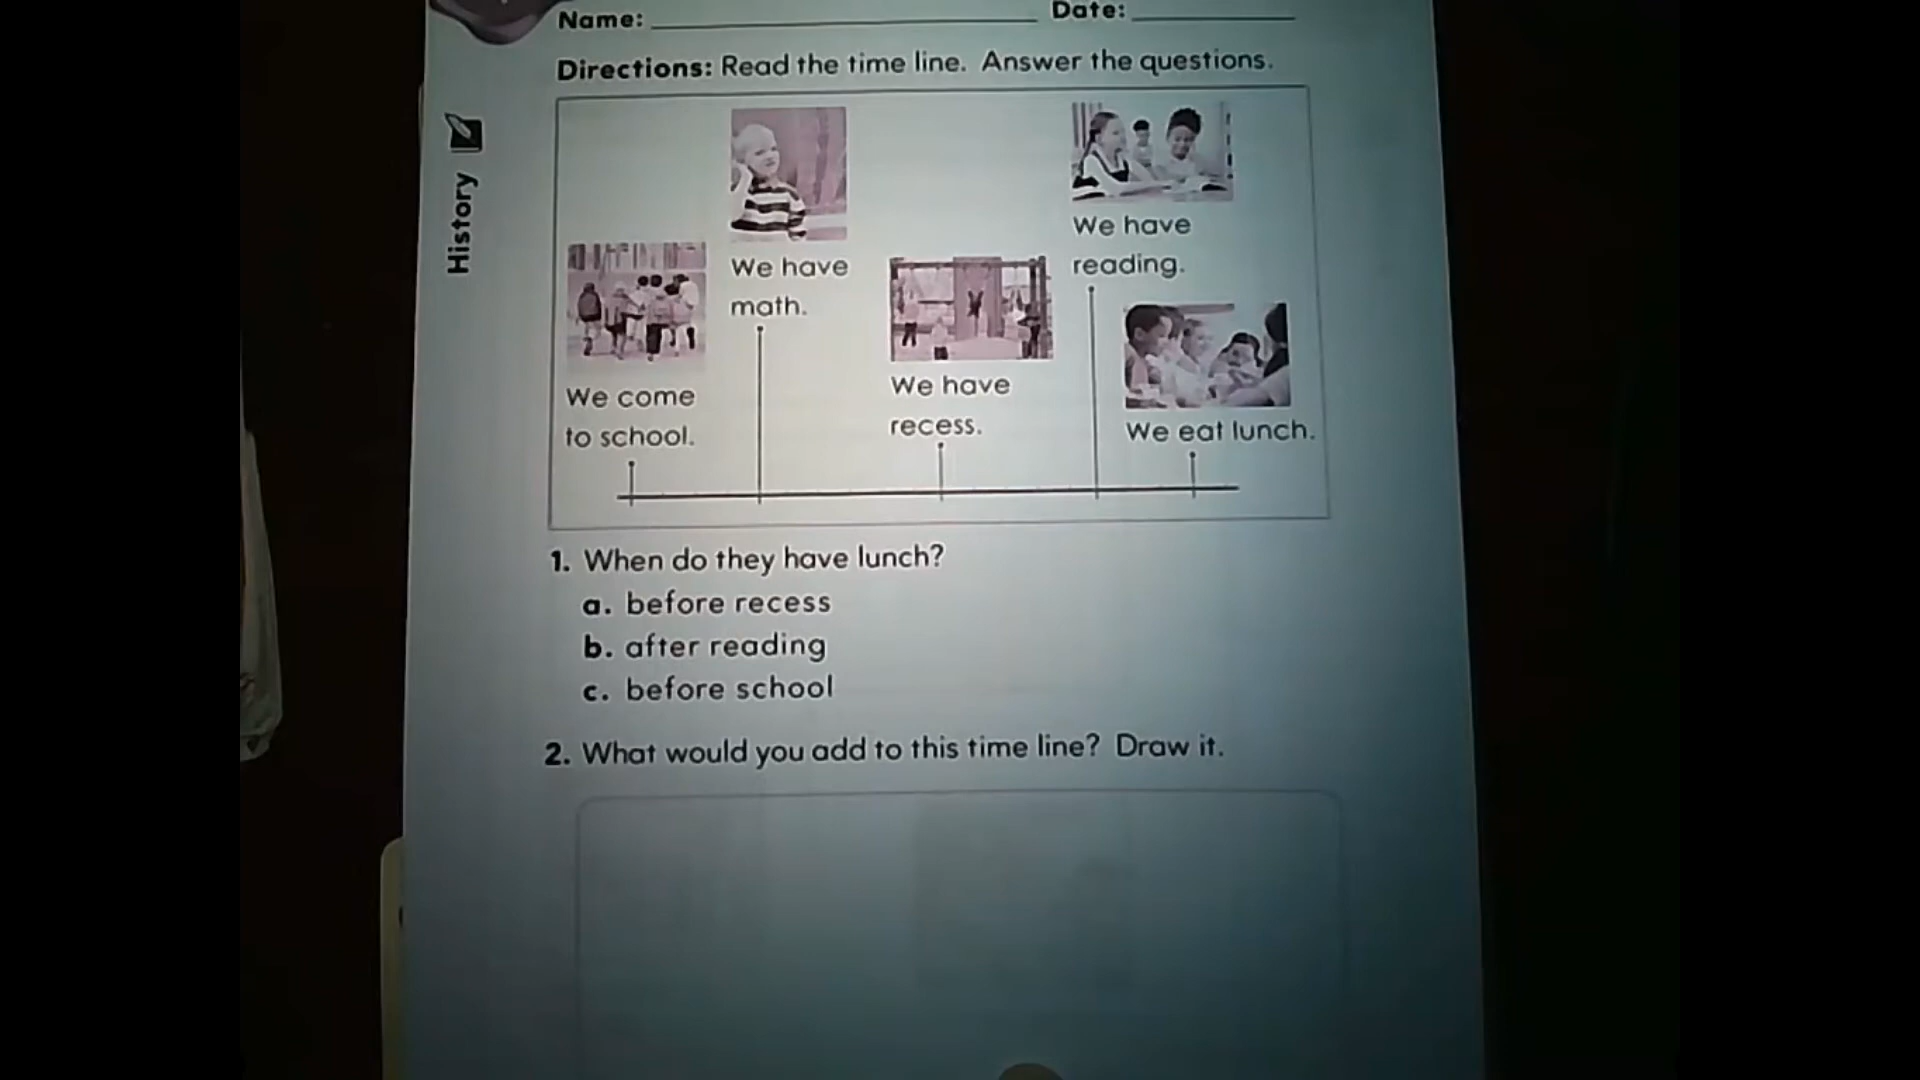 Name: Date:
Directions: Read the time line. Answer the questions.
History
We come
to school.
We have
math.
We have
recess.
We have
reading.
We eat lunch.
1. When do they have lunch?
a. before recess
b. after reading
c. before school
2. What would you add to this time line? Draw it.